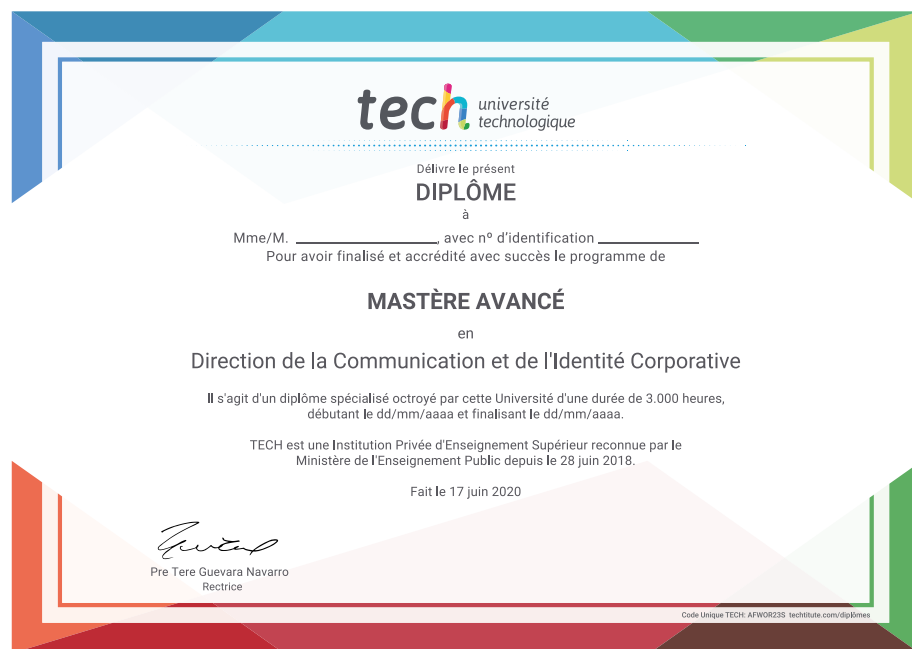 tech université
technologique
Délivre le présent
DIPLÔME
à
Mme/M. ____________________, avec nº d'identification ______________
Pour avoir finalisé et accrédité avec succès le programme de
MASTÈRE AVANCÉ
en
Direction de la Communication et de l'Identité Corporative
Il s'agit d'un diplôme spécialisé octroyé par cette Université d'une durée de 3.000 heures,
débutant le dd/mm/aaaa et finalisant le dd/mm/aaaa.
TECH est une Institution Privée d'Enseignement Supérieur reconnue par le
Ministère de l'Enseignement Public depuis le 28 juin 2018.
Fait le 17 juin 2020
Pre Tere Guevara Navarro
Rectrice
Code Unique TECH: AFWOR23S techtitute.com/diplômes